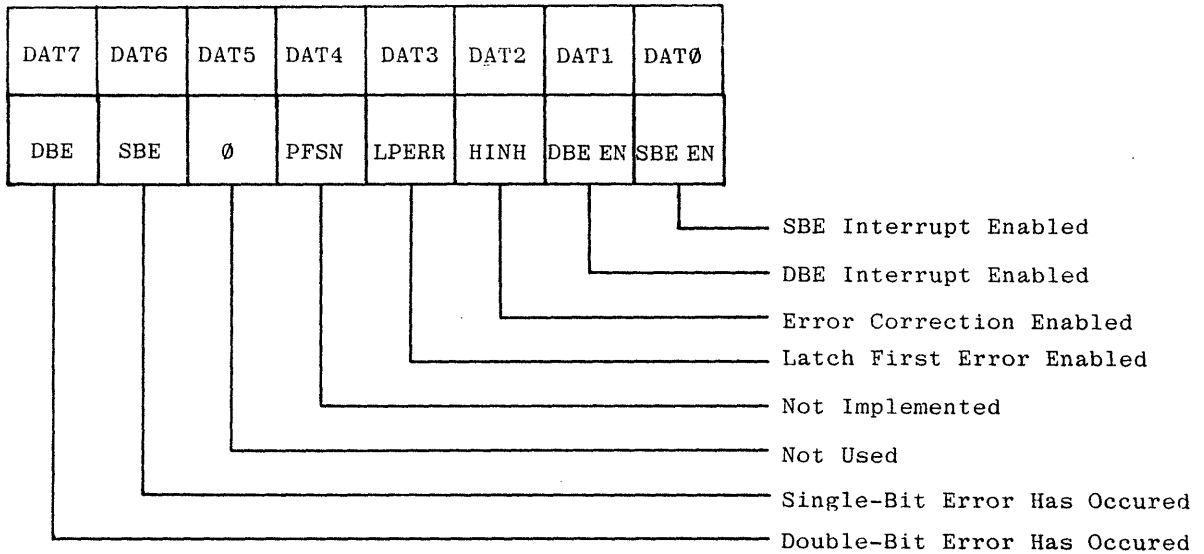 DAT7 DAT6 DAT5 DAT4 DAT3 DAT2 DAT1 DATØ
DBE SBE Ø PFSN LPERR HINH DBE EN SBE EN
SBE Interrupt Enabled
DBE Interrupt Enabled
Error Correction Enabled
Latch First Error Enabled
Not Implemented
Not Used
Single-Bit Error Has Occured
Double-Bit Error Has Occured